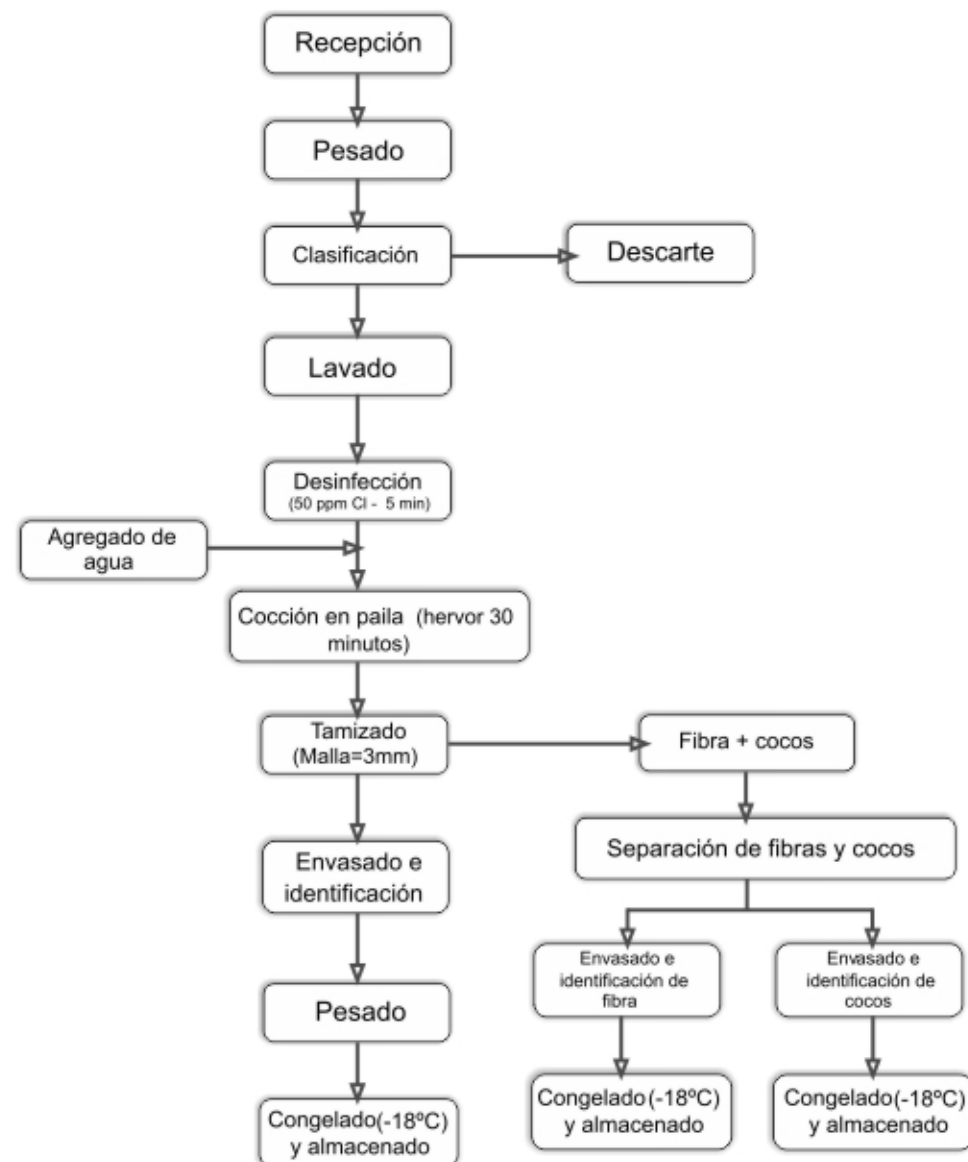 Recepción
Pesado
Clasificación
Descarte
Lavado
Desinfección
(50 ppm Cl - 5 min)
Agregado de
agua
Cocción en paila (hervor 30
minutos)
Tamizado
(Malla=3mm)
Fibra + cocos
Separación de fibras y cocos
Envasado e
identificación
Envasado e
identificación de
fibra
Envasado e
identificación de
cocos
Pesado
Congelado(-18ºC)
y almacenado
Congelado(-18ºC)
y almacenado
Congelado(-18ºC)
y almacenado